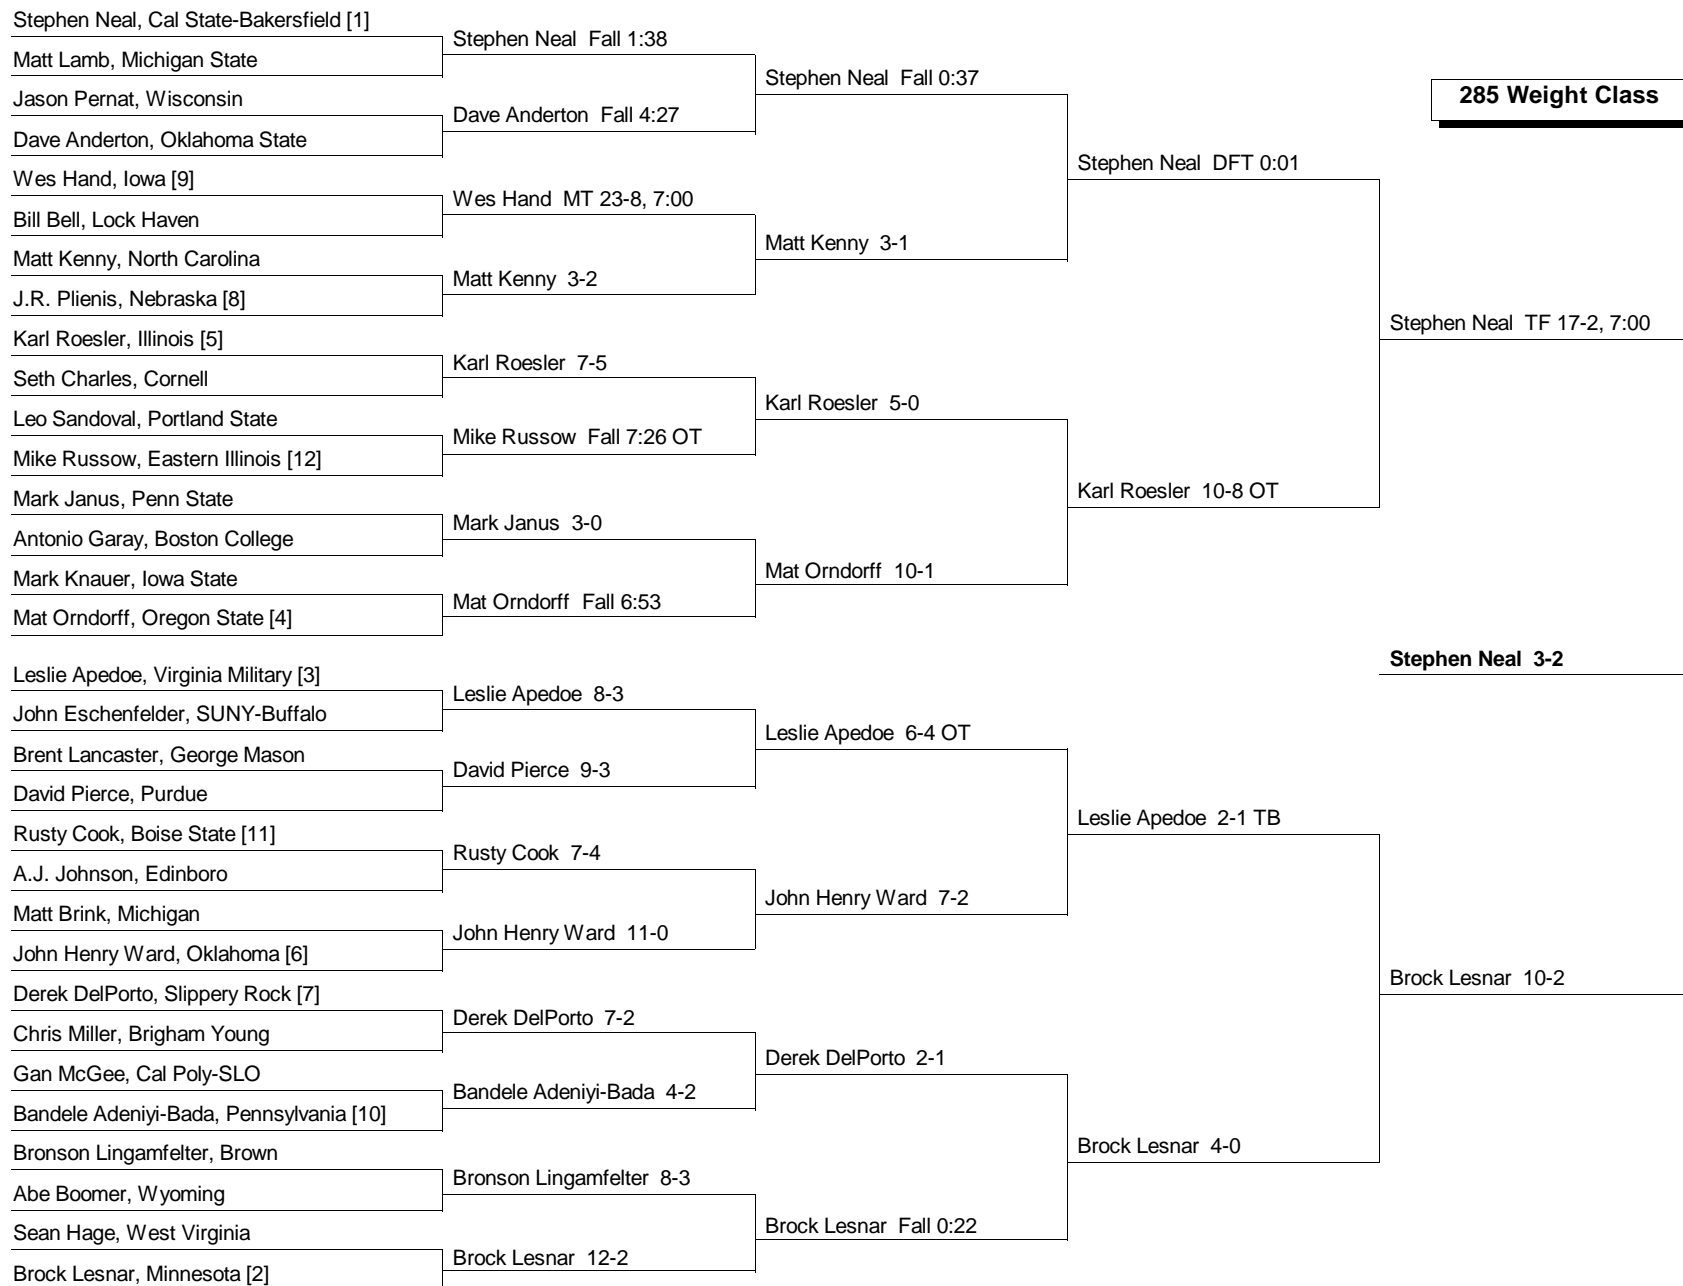 Stephen Neal, Cal State-Bakersfield [1]
Matt Lamb, Michigan State
Jason Pernat, Wisconsin
Dave Anderton, Oklahoma State
Wes Hand, Iowa [9]
Bill Bell, Lock Haven
Matt Kenny, North Carolina
J.R. Plienis, Nebraska [8]
Karl Roesler, Illinois [5]
Seth Charles, Cornell
Leo Sandoval, Portland State
Mike Russow, Eastern Illinois [12]
Mark Janus, Penn State
Antonio Garay, Boston College
Mark Knauer, Iowa State
Mat Orndorff, Oregon State [4]
Leslie Apedoe, Virginia Military [3]
John Eschenfelder, SUNY-Buffalo
Brent Lancaster, George Mason
David Pierce, Purdue
Rusty Cook, Boise State [11]
A.J. Johnson, Edinboro
Matt Brink, Michigan
John Henry Ward, Oklahoma [6]
Derek DelPorto, Slippery Rock [7]
Chris Miller, Brigham Young
Gan McGee, Cal Poly-SLO
Bandele Adeniyi-Bada, Pennsylvania [10]
Bronson Lingamfelter, Brown
Abe Boomer, Wyoming
Sean Hage, West Virginia
Brock Lesnar, Minnesota [2]
Stephen Neal Fall 1:38
Dave Anderton Fall 4:27
Wes Hand MT 23-8, 7:00
Matt Kenny 3-2
Karl Roesler 7-5
Mike Russow Fall 7:26 OT
Mark Janus 3-0
Mat Orndorff Fall 6:53
Leslie Apedoe 8-3
David Pierce 9-3
Rusty Cook 7-4
John Henry Ward 11-0
Derek DelPorto 7-2
Bandele Adeniyi-Bada 4-2
Bronson Lingamfelter 8-3
Brock Lesnar 12-2
Stephen Neal Fall 0:37
Matt Kenny 3-1
Karl Roesler 5-0
Mat Orndorff 10-1
Leslie Apedoe 6-4 OT
John Henry Ward 7-2
Derek DelPorto 2-1
Brock Lesnar Fall 0:22
Stephen Neal DFT 0:01
Karl Roesler 10-8 OT
Leslie Apedoe 2-1 TB
Brock Lesnar 4-0
285 Weight Class
Stephen Neal TF 17-2, 7:00
Stephen Neal 3-2
Brock Lesnar 10-2